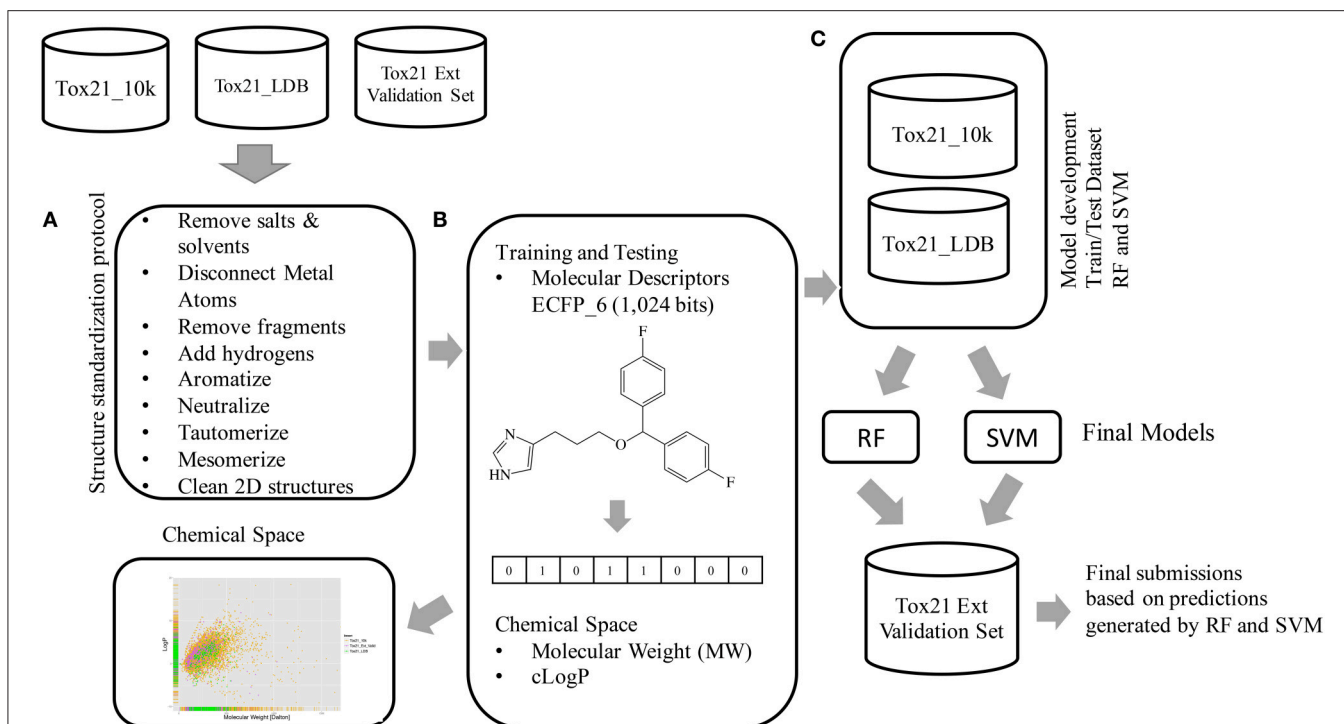 Tox21_10k
Tox21_LDB
Tox21 Ext
Validation Set
A
Structure standardization protocol
• Remove salts &
solvents
• Disconnect Metal
Atoms
• Remove fragments
• Add hydrogens
• Aromatize
• Neutralize
• Tautomerize
• Mesomerize
• Clean 2D structures
Chemical Space
LogP
Molecular Weight [Dalton]
Tox21_10k
Tox21_Ext_Valid
Tox21_LDB
B
Training and Testing
• Molecular Descriptors
ECFP_6 (1,024 bits)
F
N
HN
O
F
0 1 0 1 1 0 0 0
Chemical Space
• Molecular Weight (MW)
• cLogP
C
Tox21_10k
Tox21_LDB
Model development
Train/Test Dataset
RF and SVM
RF
SVM
Final Models
Tox21 Ext
Validation Set
Final submissions
based on predictions
generated by RF and SVM